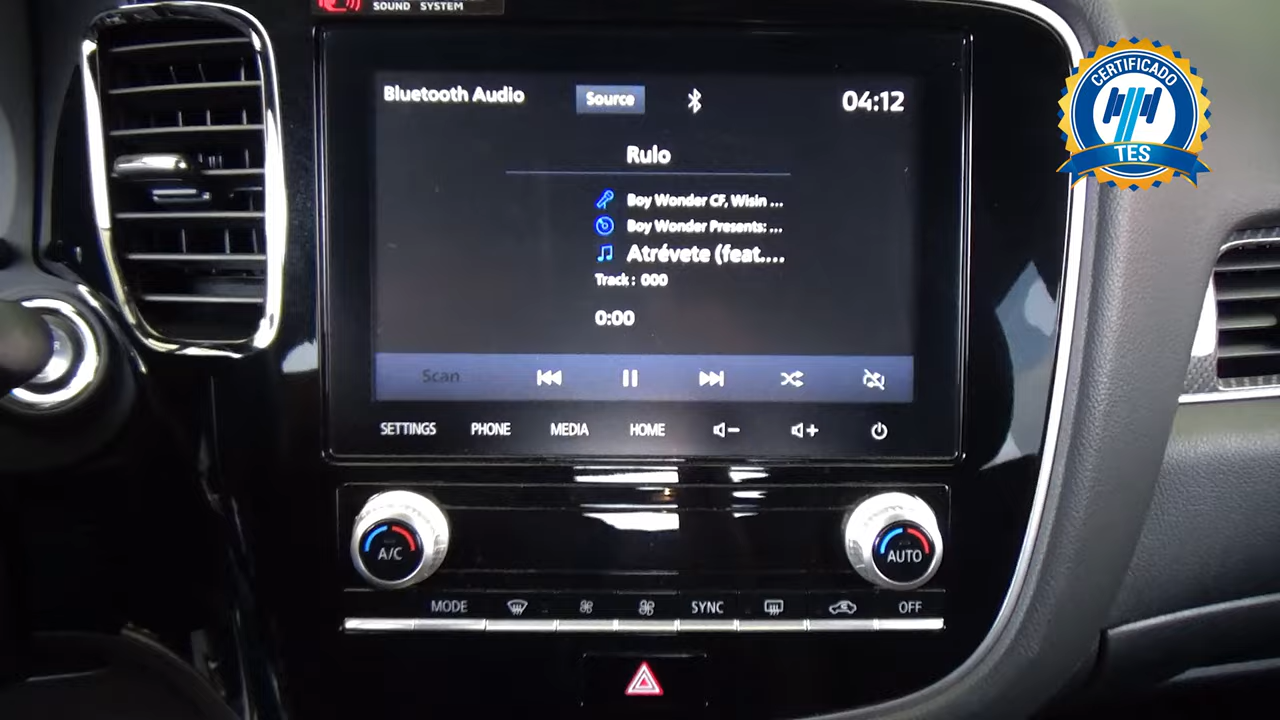 SOUND SYSTEM
Bluetooth Audio Source 04:12
CERTIFICADO
TES
Rulo
Boy Wonder CF, Wisin ...
Boy Wonder Presents: ...
Atrévete (feat....
Track : 000
0:00
Scan
SETTINGS PHONE MEDIA HOME
A/C AUTO
MODE SYNC OFF